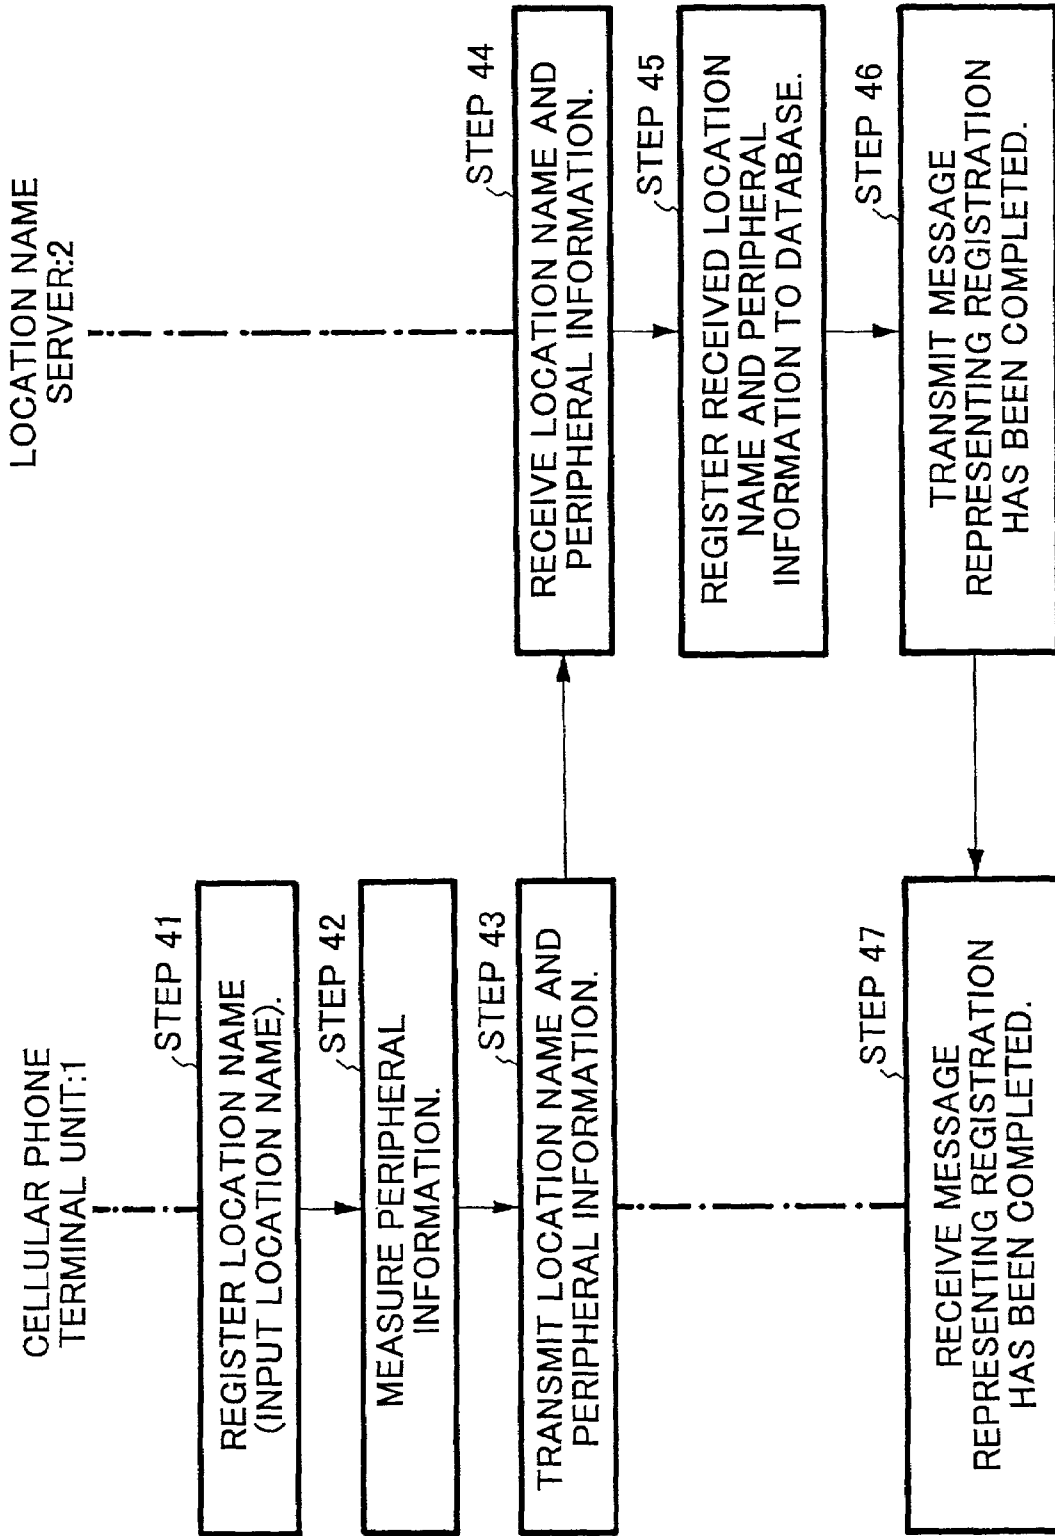 CELLULAR PHONE
TERMINAL UNIT:1
STEP 41
REGISTER LOCATION NAME
(INPUT LOCATION NAME).
STEP 42
MEASURE PERIPHERAL
INFORMATION.
STEP 43
TRANSMIT LOCATION NAME AND
PERIPHERAL INFORMATION.
STEP 47
RECEIVE MESSAGE
REPRESENTING REGISTRATION
HAS BEEN COMPLETED.
LOCATION NAME
SERVER:2
STEP 44
RECEIVE LOCATION NAME AND
PERIPHERAL INFORMATION.
STEP 45
REGISTER RECEIVED LOCATION
NAME AND PERIPHERAL
INFORMATION TO DATABASE.
STEP 46
TRANSMIT MESSAGE
REPRESENTING REGISTRATION
HAS BEEN COMPLETED.